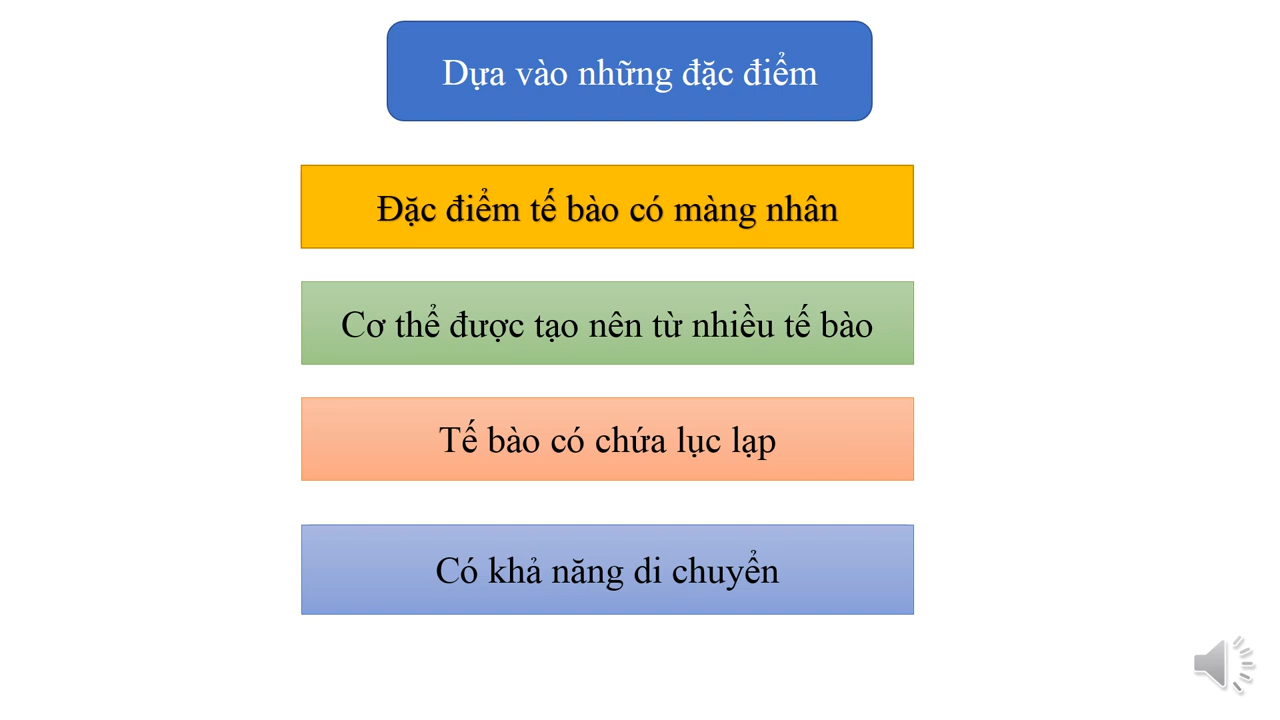 Dựa vào những đặc điểm
Đặc điểm tế bào có màng nhân
Cơ thể được tạo nên từ nhiều tế bào
Tế bào có chứa lục lạp
Có khả năng di chuyển